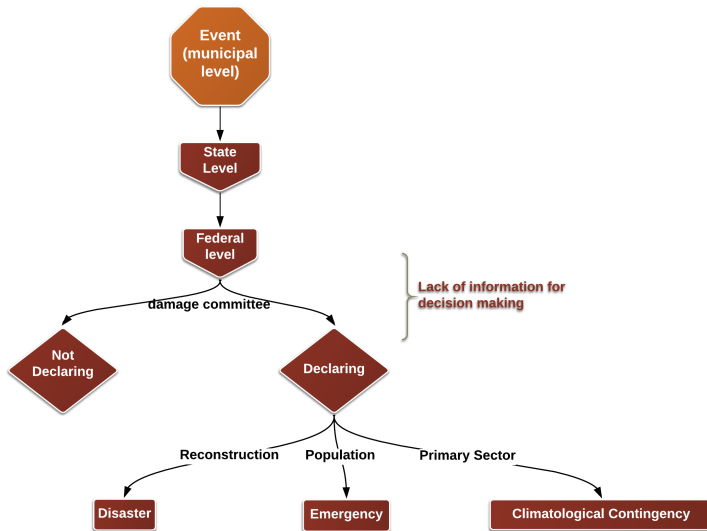 Event
(municipal
level)
State
Level
Federal
level
Lack of information for
decision making
damage committee
Not
Declaring
Declaring
Reconstruction
Population
Primary Sector
Disaster
Emergency
Climatological Contingency